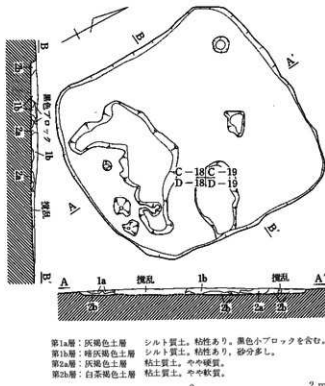 B
B
A'
2b
1b
黒色ブロック
2a
1b
2a
撹乱
C－18 C－19
D－18 D－19
A
B'
B'
A
1a
撹乱
1b
撹乱
A'
2b
2b
2a
2b
第1a層：灰褐色土層 シルト質土。粘性あり。黒色小ブロックを含む。
第1b層：暗灰褐色土層 シルト質土。粘性あり。砂分多し。
第2a層：灰褐色土層 粘土質土。やや硬質。
第2b層：白茶褐色土層 粘土質土。やや軟質。
2 m